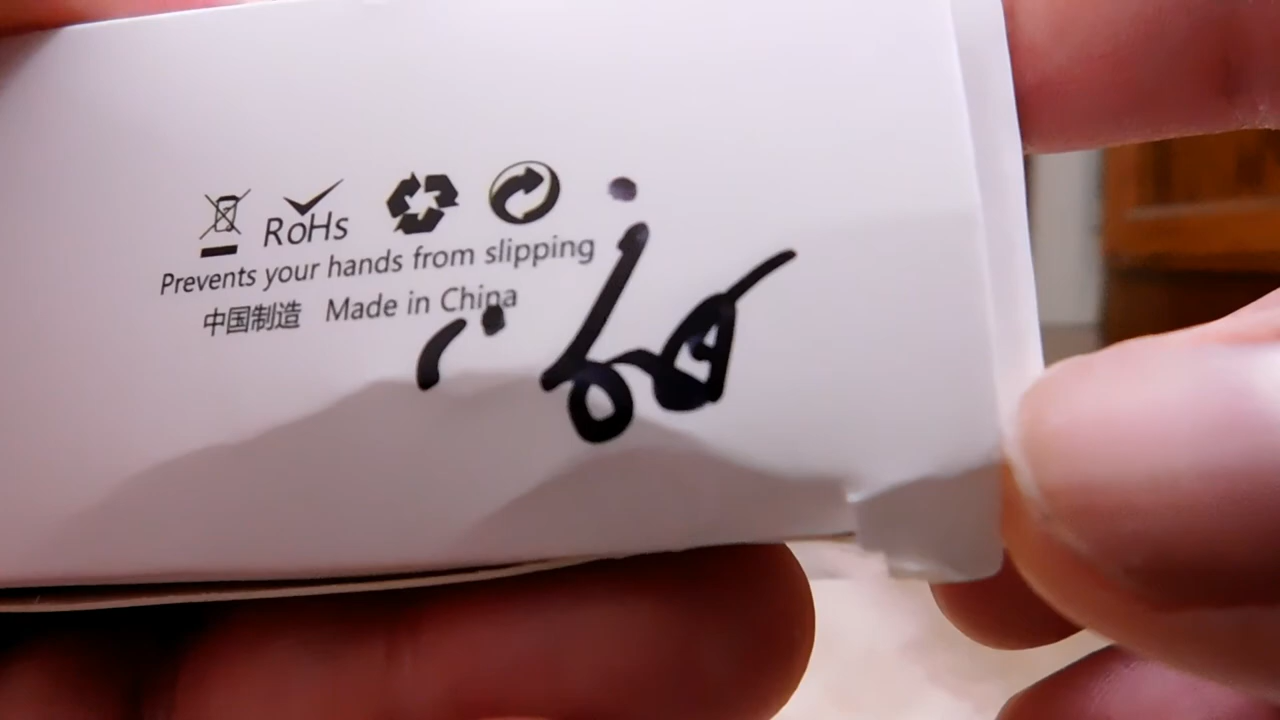 RoHs
Prevents your hands from slipping
中国制造 Made in China